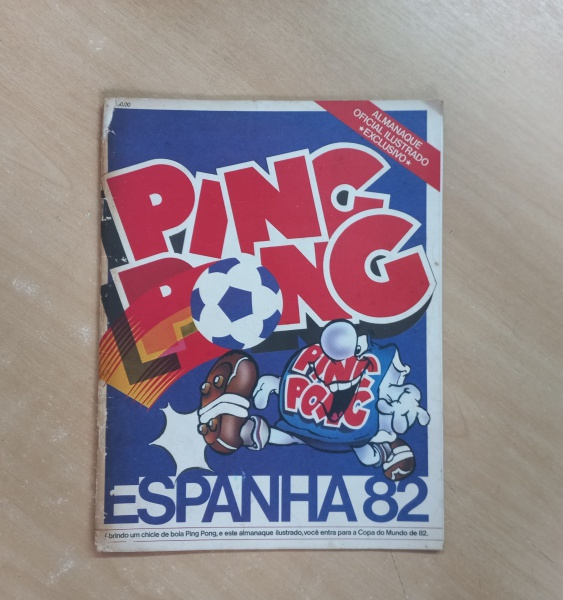 ALMANAQUE
OFICIAL ILUSTRADO
★EXCLUSIVO★
PING
PONG
PING
PONG
ESPANHA 82
brindo um chicle de bola Ping Pong, e este almanaque ilustrado, você entra para a Copa do Mundo de 82.